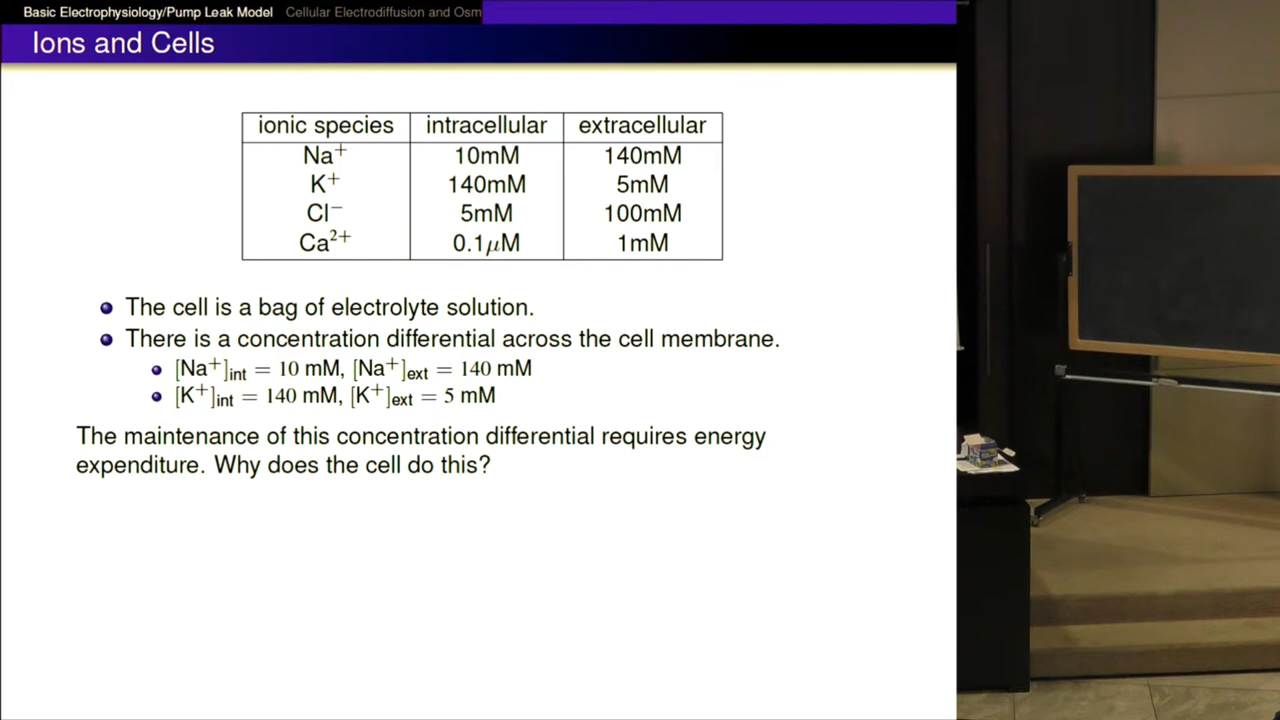 Basic Electrophysiology/Pump Leak Model Cellular Electrodiffusion and Osm
Ions and Cells
ionic species intracellular extracellular
Na⁺ 10mM 140mM
K⁺ 140mM 5mM
Cl⁻ 5mM 100mM
Ca²⁺ 0.1μM 1mM
The cell is a bag of electrolyte solution.
There is a concentration differential across the cell membrane.
[Na⁺]int = 10 mM, [Na⁺]ext = 140 mM
[K⁺]int = 140 mM, [K⁺]ext = 5 mM
The maintenance of this concentration differential requires energy
expenditure. Why does the cell do this?